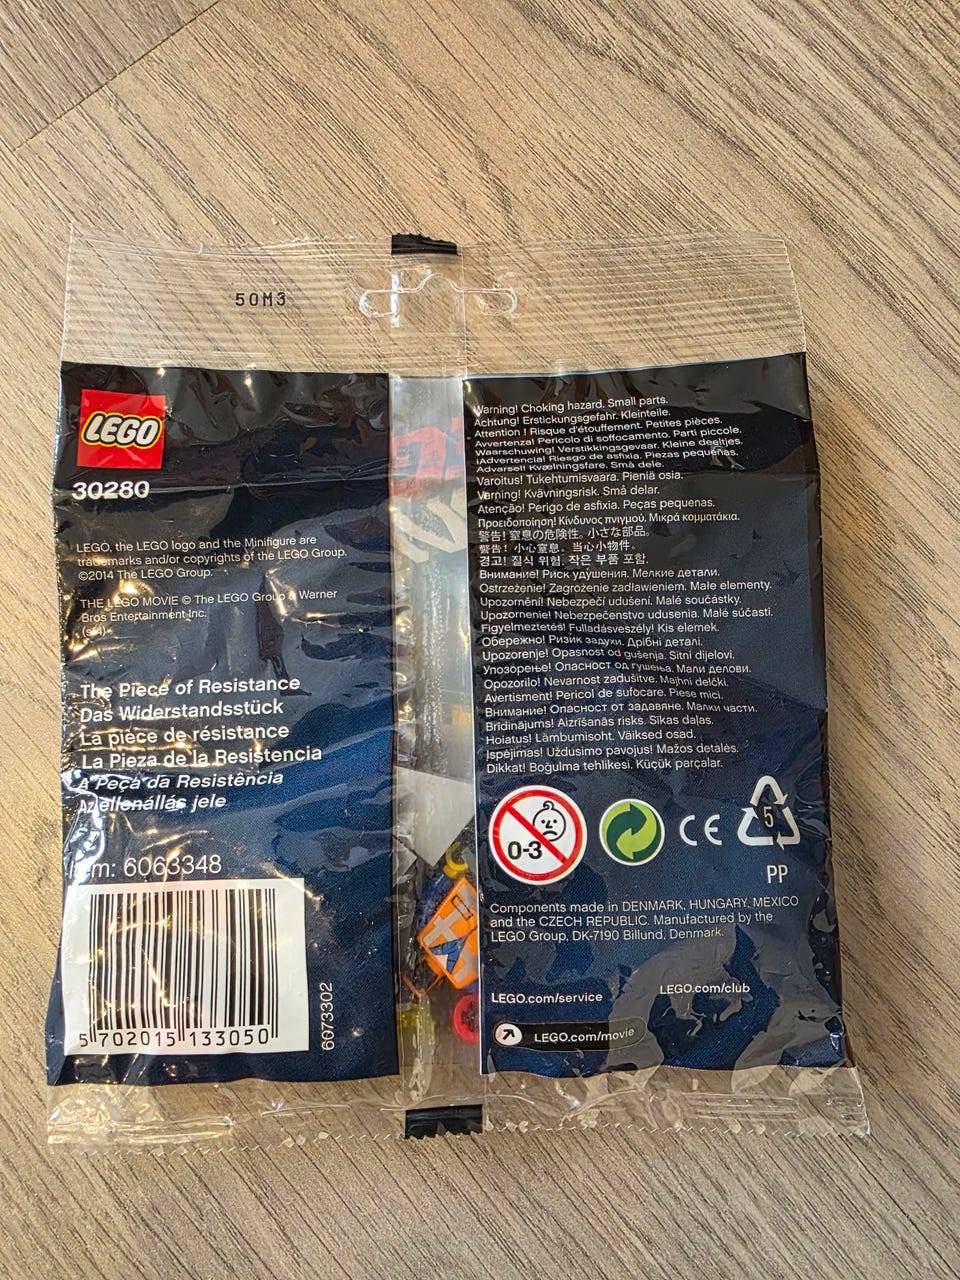 50M3
LEGO
30280
LEGO, the LEGO logo and the Minifigure are
trademarks and/or copyrights of the LEGO Group.
©2014 The LEGO Group.
THE LEGO MOVIE © The LEGO Group & Warner
Bros Entertainment Inc.
(s14)
The Piece of Resistance
Das Widerstandsstück
La pièce de résistance
La Pieza de la Resistencia
A Peça da Resistência
Az ellenállás jele
Item: 6063348
5 702015 133050
6073302
Warning! Choking hazard. Small parts.
Achtung! Erstickungsgefahr. Kleinteile.
Attention ! Risque d'étouffement. Petites pièces.
Avvertenza! Pericolo di soffocamento. Parti piccole.
Waarschuwing! Verstikkingsgevaar. Kleine deeltjes.
¡Advertencia! Riesgo de asfixia. Piezas pequeñas.
Advarsel! Kvælningsfare. Små dele.
Varoitus! Tukehtumisvaara. Pieniä osia.
Varning! Kvävningsrisk. Små delar.
Atenção! Perigo de asfixia. Peças pequenas.
Προειδοποίηση! Κίνδυνος πνιγμού. Μικρά κομματάκια.
警告! 窒息の危険性。小さな部品。
警告! 小心窒息，当心小物件。
경고! 질식 위험. 작은 부품 포함.
Внимание! Риск удушения. Мелкие детали.
Ostrzeżenie! Zagrożenie zadławieniem. Małe elementy.
Upozornění! Nebezpečí udušení. Malé součástky.
Upozornenie! Nebezpečenstvo udusenia. Malé súčasti.
Figyelmeztetés! Fulladásveszély! Kis elemek.
Обережно! Ризик задухи. Дрібні деталі.
Upozorenje! Opasnost od gušenja. Sitni dijelovi.
Упозорење! Опасност од гушења. Мали делови.
Opozorilo! Nevarnost zadušitve. Majhni delčki.
Avertisment! Pericol de sufocare. Piese mici.
Внимание! Опасност от задавяне. Малки части.
Brīdinājums! Aizrīšanās risks. Sīkas daļas.
Hoiatus! Lämbumisoht. Väiksed osad.
Įspėjimas! Uždusimo pavojus! Mažos detalės.
Dikkat! Boğulma tehlikesi. Küçük parçalar.
0-3
CE
5
PP
Components made in DENMARK, HUNGARY, MEXICO
and the CZECH REPUBLIC. Manufactured by the
LEGO Group, DK-7190 Billund, Denmark.
LEGO.com/service
LEGO.com/club
LEGO.com/movie